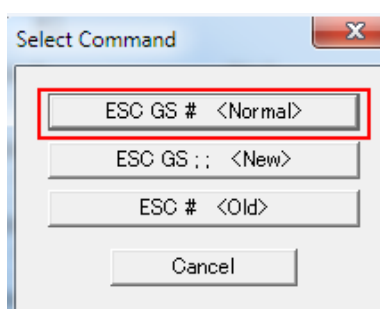 Select Command
ESC GS # <Normal>
ESC GS ; ; <New>
ESC # <Old>
Cancel